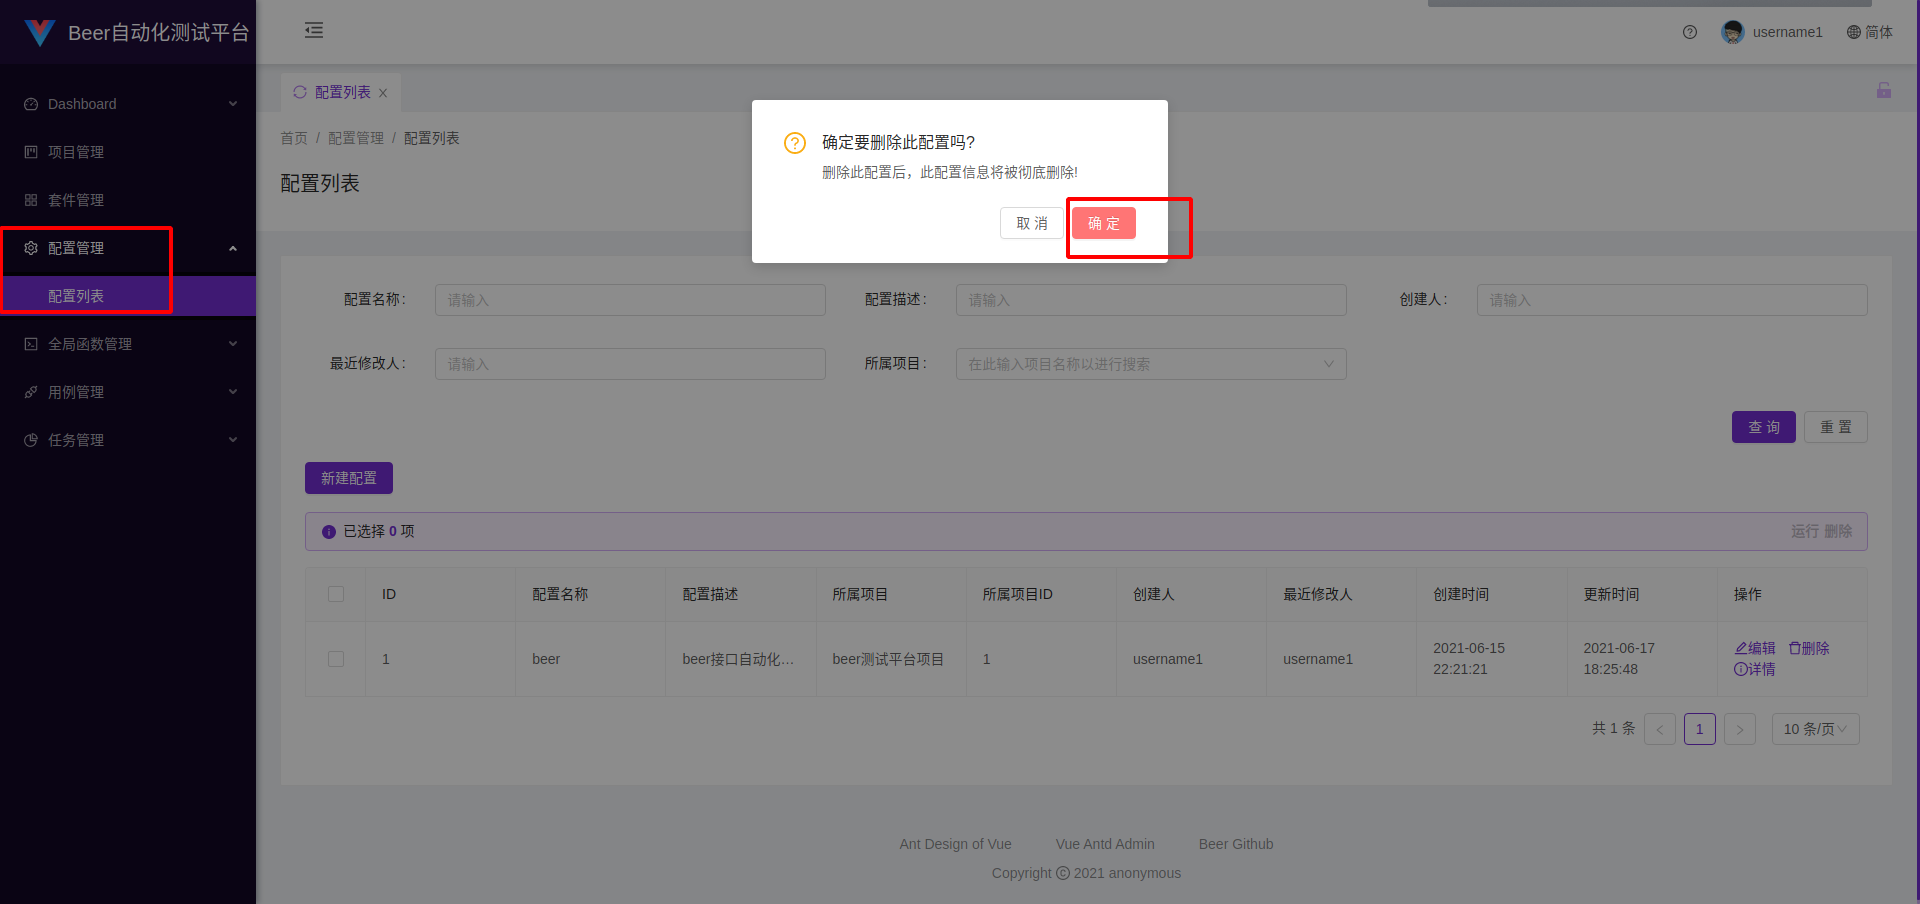 Beer自动化测试平台
username1
简体
Dashboard
项目管理
套件管理
配置管理
配置列表
全局函数管理
用例管理
任务管理
配置列表
首页 / 配置管理 / 配置列表
配置列表
确定要删除此配置吗?
删除此配置后，此配置信息将被彻底删除!
取 消
确 定
配置名称: 请输入
配置描述: 请输入
创建人: 请输入
最近修改人: 请输入
所属项目: 在此输入项目名称以进行搜索
查 询
重 置
新建配置
已选择 0 项
运行 删除
ID 配置名称 配置描述 所属项目 所属项目ID 创建人 最近修改人 创建时间 更新时间 操作
1 beer beer接口自动化... beer测试平台项目 1 username1 username1 2021-06-15 22:21:21 2021-06-17 18:25:48 编辑 删除 详情
共 1 条 < 1 > 10 条/页
Ant Design of Vue Vue Antd Admin Beer Github
Copyright © 2021 anonymous